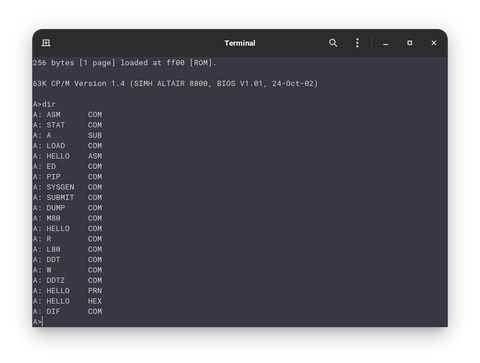 Terminal
256 bytes [1 page] loaded at ff00 [ROM].
63K CP/M Version 1.4 (SIMH ALTAIR 8800, BIOS V1.01, 24-Oct-02)
A>dir
A: ASM      COM
A: STAT     COM
A: A        SUB
A: LOAD     COM
A: HELLO    ASM
A: ED       COM
A: PIP      COM
A: SYSGEN   COM
A: SUBMIT   COM
A: DUMP     COM
A: M80      COM
A: HELLO    COM
A: R        COM
A: L80      COM
A: DDT      COM
A: W        COM
A: DDTZ     COM
A: HELLO    PRN
A: HELLO    HEX
A: DIF      COM
A>